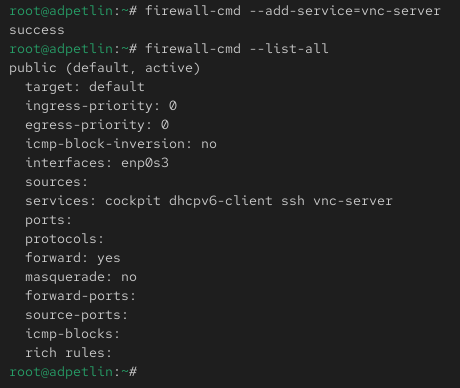 root@adpetlin:~# firewall-cmd --add-service=vnc-server
success
root@adpetlin:~# firewall-cmd --list-all
public (default, active)
  target: default
  ingress-priority: 0
  egress-priority: 0
  icmp-block-inversion: no
  interfaces: enp0s3
  sources:
  services: cockpit dhcpv6-client ssh vnc-server
  ports:
  protocols:
  forward: yes
  masquerade: no
  forward-ports:
  source-ports:
  icmp-blocks:
  rich rules:
root@adpetlin:~#